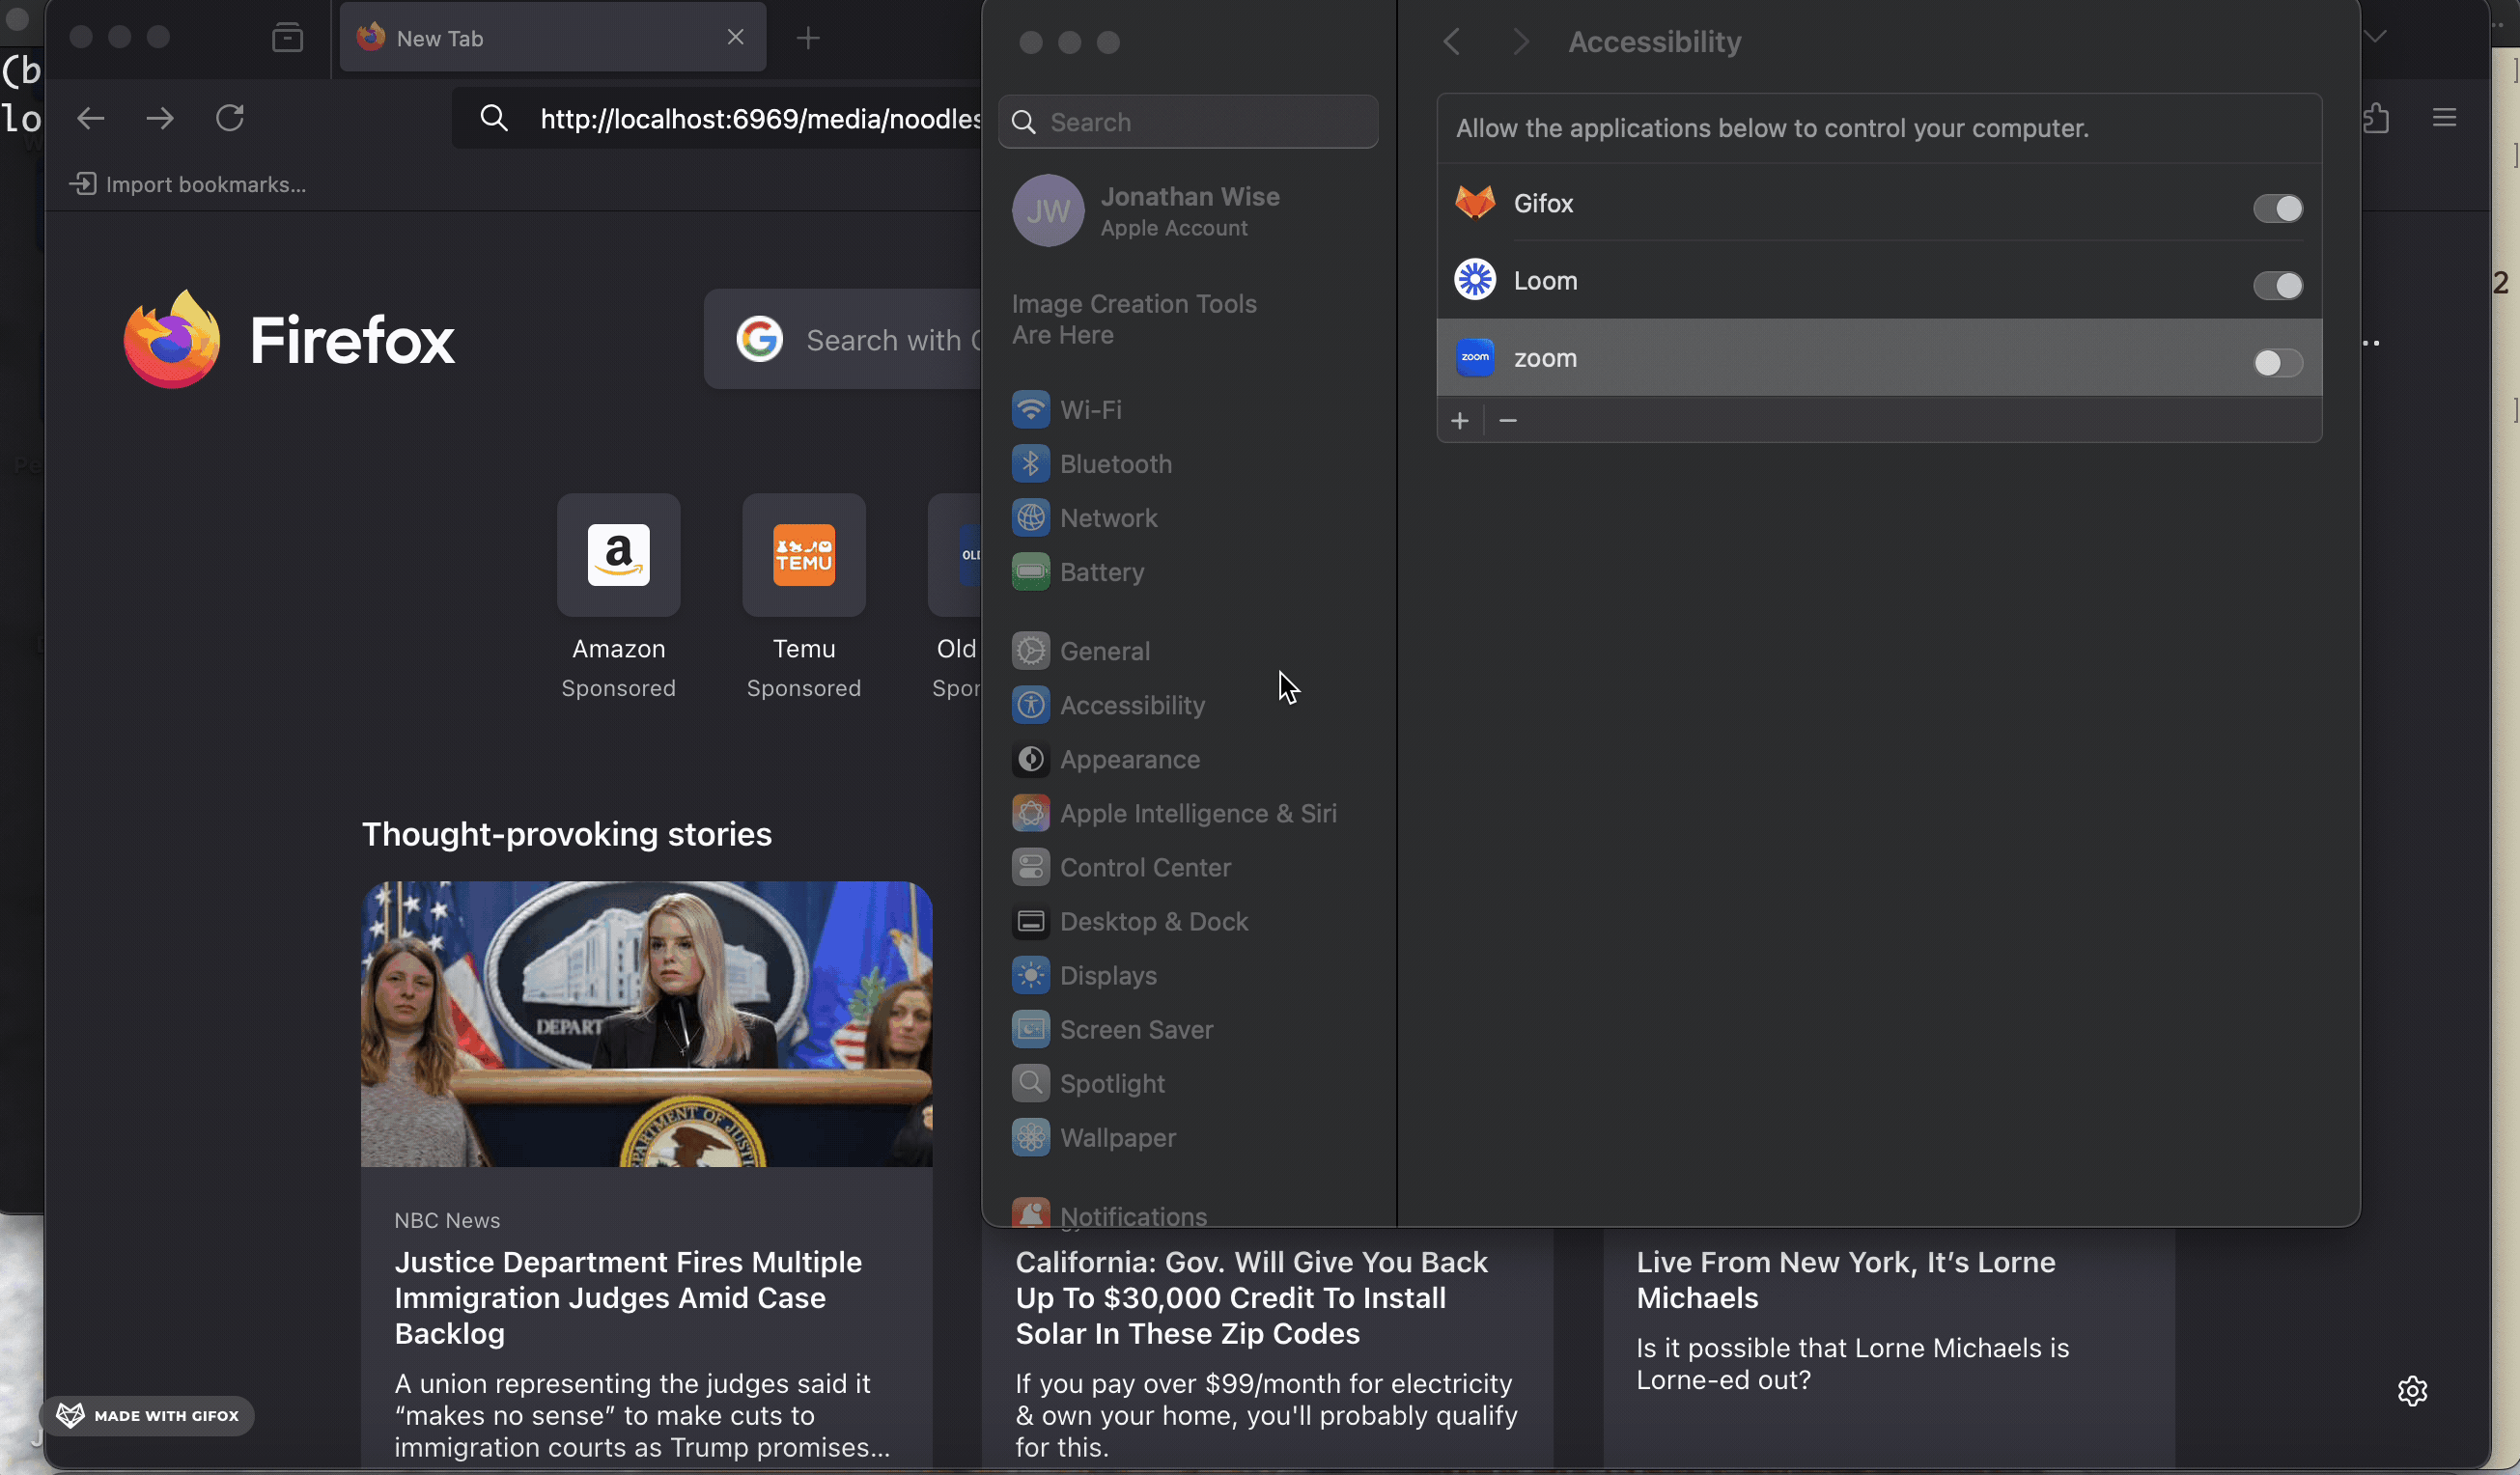 (b
lo
New Tab
http://localhost:6969/media/noodles
Import bookmarks...
Firefox
Search with
Amazon
Sponsored
Temu
Sponsored
TEMU
Old
OLD
Thought-provoking stories
DEPART
NBC News
Justice Department Fires Multiple
Immigration Judges Amid Case
Backlog
A union representing the judges said it
“makes no sense” to make cuts to
immigration courts as Trump promises...
MADE WITH GIFOX
Search
JW
Jonathan Wise
Apple Account
Image Creation Tools
Are Here
Wi-Fi
Bluetooth
Network
Battery
General
Accessibility
Appearance
Apple Intelligence & Siri
Control Center
Desktop & Dock
Displays
Screen Saver
Spotlight
Wallpaper
Notifications
Accessibility
Allow the applications below to control your computer.
Gifox
Loom
zoom
zoom
California: Gov. Will Give You Back
Up To $30,000 Credit To Install
Solar In These Zip Codes
If you pay over $99/month for electricity
& own your home, you'll probably qualify
for this.
Live From New York, It’s Lorne
Michaels
Is it possible that Lorne Michaels is
Lorne-ed out?
2